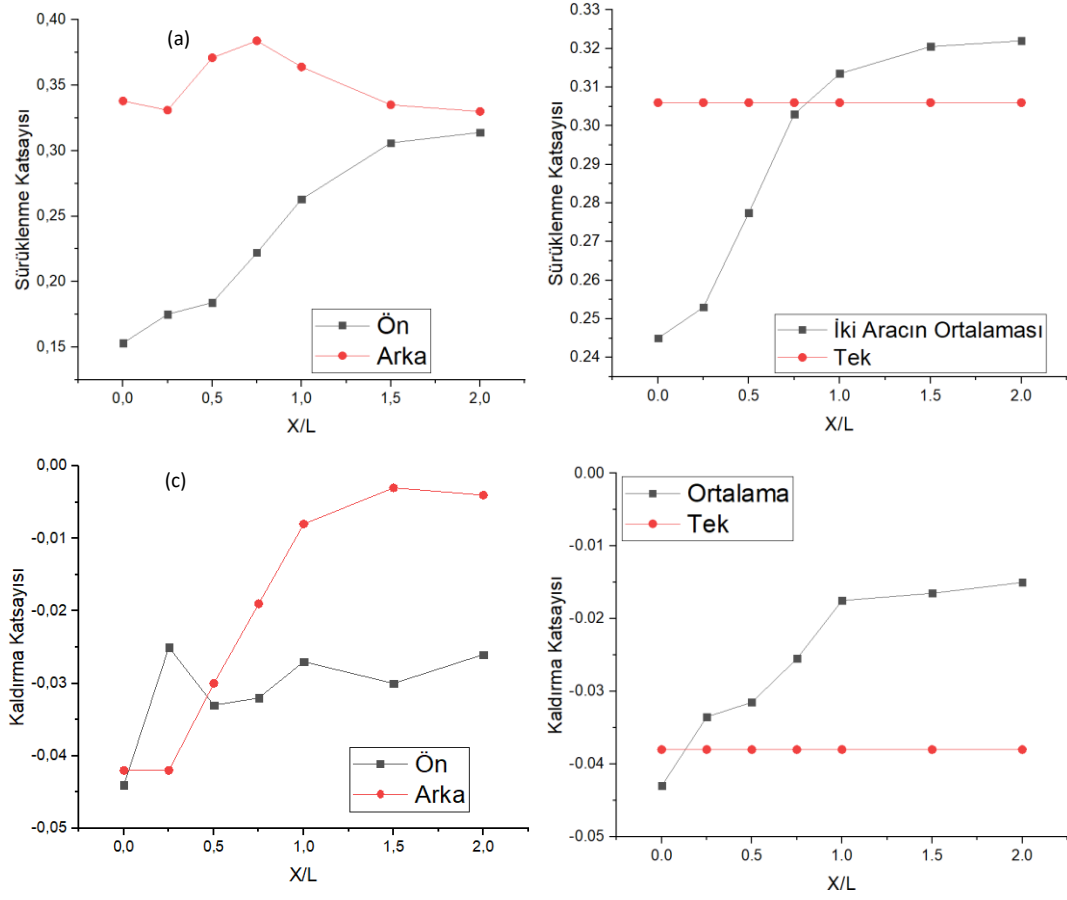 (a)
Sürüklenme Katsayısı
0,40
0,35
0,30
0,25
0,20
0,15
Ön
Arka
0,0 0,5 1,0 1,5 2,0
X/L
Sürüklenme Katsayısı
0.33
0.32
0.31
0.30
0.29
0.28
0.27
0.26
0.25
0.24
İki Aracın Ortalaması
Tek
0.0 0.5 1.0 1.5 2.0
X/L
(c)
Kaldırma Katsayısı
0,00
-0,01
-0,02
-0,03
-0,04
-0,05
Ön
Arka
0,0 0,5 1,0 1,5 2,0
X/L
Kaldırma Katsayısı
0.00
-0.01
-0.02
-0.03
-0.04
-0.05
Ortalama
Tek
0.0 0.5 1.0 1.5 2.0
X/L